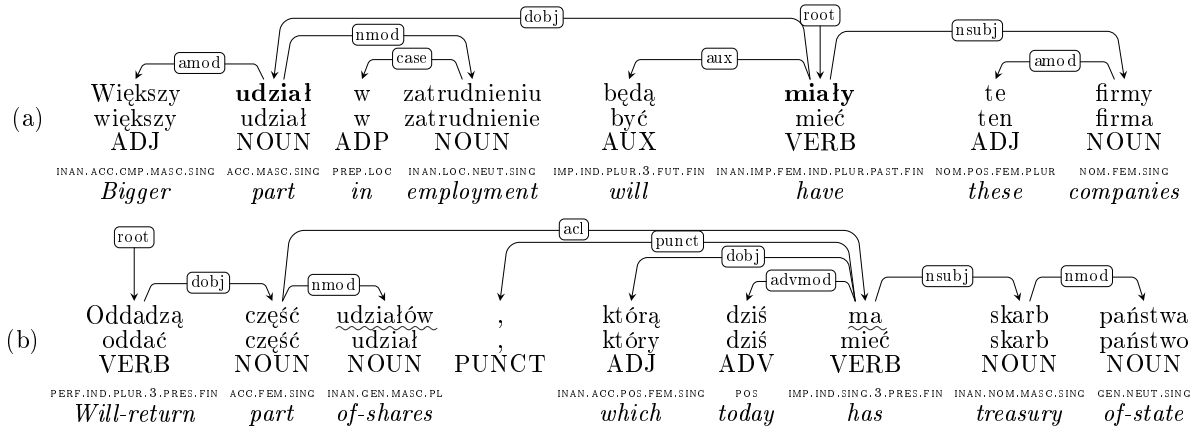 dobj root
nmod nsubj
amod case aux amod
Większy udział w zatrudnieniu będą miały te firmy
(a) większy udział w zatrudnienie być mieć ten firma
ADJ NOUN ADP NOUN AUX VERB ADJ NOUN
INAN.ACC.CMP.MASC.SING ACC.MASC.SING PREP.LOC INAN.LOC.NEUT.SING IMP.IND.PLUR.3.FUT.FIN INAN.IMP.FEM.IND.PLUR.PAST.FIN NOM.POS.FEM.PLUR NOM.FEM.SING
Bigger part in employment will have these companies
acl
root punct
dobj
dobj nmod advmod nsubj nmod
Oddadzą część udziałów , którą dziś ma skarb państwa
(b) oddać część udział , który dziś mieć skarb państwo
VERB NOUN NOUN PUNCT ADJ ADV VERB NOUN NOUN
PERF.IND.PLUR.3.PRES.FIN ACC.FEM.SING INAN.GEN.MASC.PL INAN.ACC.POS.FEM.SING POS IMP.IND.SING.3.PRES.FIN INAN.NOM.MASC.SING GEN.NEUT.SING
Will-return part of-shares which today has treasury of-state